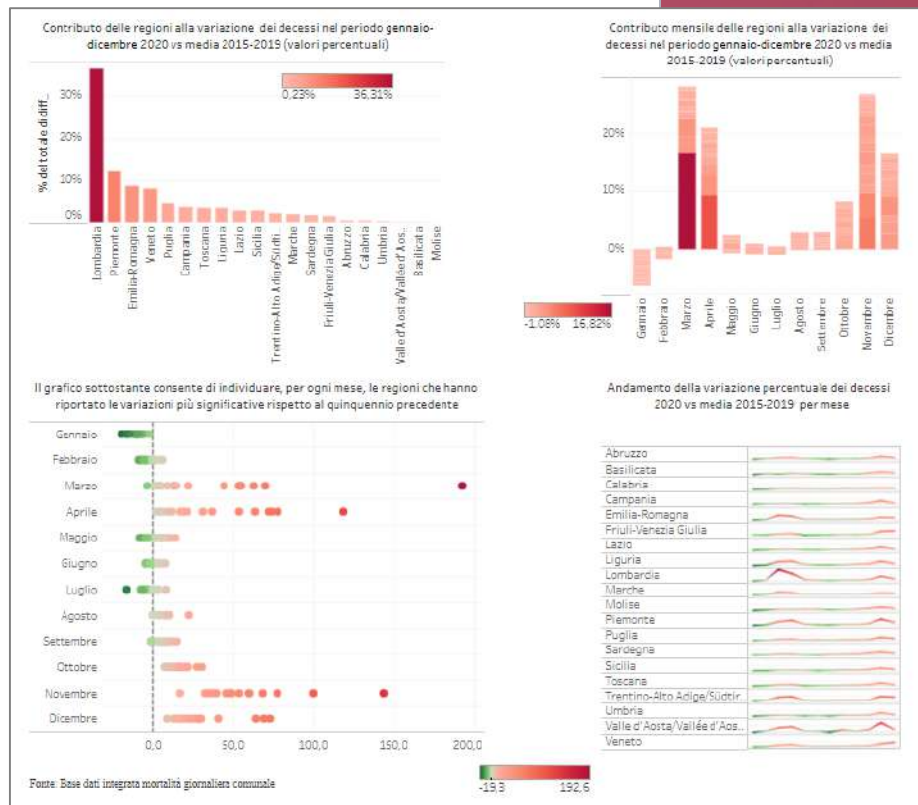 Contributo delle regioni alla variazione dei decessi nel periodo gennaio-
dicembre 2020 vs media 2015-2019 (valori percentuali)
0,23% 36,31%
% del totale di diff..
30%
20%
10%
0%
Lombardia
Piemonte
Emilia-Romagna
Veneto
Puglia
Campania
Toscana
Liguria
Lazio
Sicilia
Trentino-Alto Adige/Südti..
Marche
Sardegna
Friuli-Venezia Giulia
Abruzzo
Calabria
Umbria
Valle d'Aosta/Vallée d'Aos..
Basilicata
Molise
Contributo mensile delle regioni alla variazione dei
decessi nel periodo gennaio-dicembre 2020 vs media
2015-2019 (valori percentuali)
20%
10%
0%
-1.08% 16,82%
Gennaio
Febbraio
Marzo
Aprile
Maggio
Giugno
Luglio
Agosto
Settembre
Ottobre
Novembre
Dicembre
Il grafico sottostante consente di individuare, per ogni mese, le regioni che hanno
riportato le variazioni più significative rispetto al quinquennio precedente
Gennaio
Febbraio
Marzo
Aprile
Maggio
Giugno
Luglio
Agosto
Settembre
Ottobre
Novembre
Dicembre
0,0 50,0 100,0 150,0 200,0
-19,3 192,6
Andamento della variazione percentuale dei decessi
2020 vs media 2015-2019 per mese
Abruzzo
Basilicata
Calabria
Campania
Emilia-Romagna
Friuli-Venezia Giulia
Lazio
Liguria
Lombardia
Marche
Molise
Piemonte
Puglia
Sardegna
Sicilia
Toscana
Trentino-Alto Adige/Südtir..
Umbria
Valle d'Aosta/Vallée d'Aos..
Veneto
Fonte: Base dati integrata mortalità giornaliera comunale